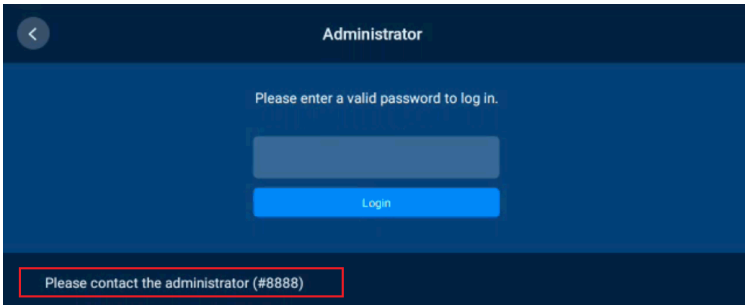 Administrator
Please enter a valid password to log in.
Login
Please contact the administrator (#8888)